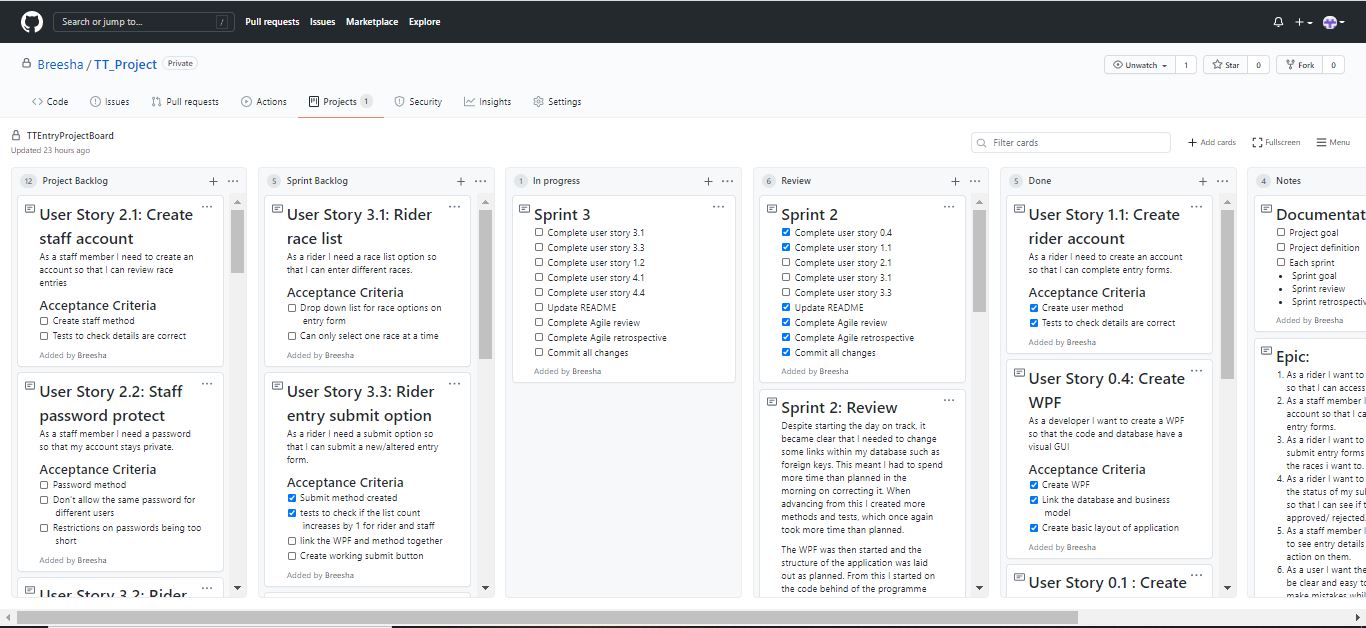 Search or jump to...
/
Pull requests
Issues
Marketplace
Explore
Breesha / TT_Project
Private
Unwatch
1
Star
0
Fork
0
Code
Issues
Pull requests
Actions
Projects 1
Security
Insights
Settings
TTEntryProjectBoard
Updated 23 hours ago
Filter cards
Add cards
Fullscreen
Menu
12 Project Backlog
User Story 2.1: Create
staff account
As a staff member I need to create an
account so that I can review race
entries
Acceptance Criteria
Create staff method
Tests to check details are correct
Added by Breesha
User Story 2.2: Staff
password protect
As a staff member I need a password
so that my account stays private.
Acceptance Criteria
Password method
Don't allow the same password for
different users
Restrictions on passwords being too
short
Added by Breesha
User Story 3.2: Rider
5 Sprint Backlog
User Story 3.1: Rider
race list
As a rider I need a race list option so
that I can enter different races.
Acceptance Criteria
Drop down list for race options on
entry form
Can only select one race at a time
Added by Breesha
User Story 3.3: Rider
entry submit option
As a rider I need a submit option so
that I can submit a new/altered entry
form.
Acceptance Criteria
Submit method created
tests to check if the list count
increases by 1 for rider and staff
link the WPF and method together
Create working submit button
Added by Breesha
1 In progress
Sprint 3
Complete user story 3.1
Complete user story 3.3
Complete user story 1.2
Complete user story 4.1
Complete user story 4.4
Update README
Complete Agile review
Complete Agile retrospective
Commit all changes
Added by Breesha
6 Review
Sprint 2
Complete user story 0.4
Complete user story 1.1
Complete user story 2.1
Complete user story 3.1
Complete user story 3.3
Update README
Complete Agile review
Complete Agile retrospective
Commit all changes
Added by Breesha
Sprint 2: Review
Despite starting the day on track, it
became clear that I needed to change
some links within my database such as
foreign keys. This meant I had to spend
more time than planned in the
morning on correcting it. When
advancing from this I created more
methods and tests, which once again
took more time than planned.
The WPF was then started and the
structure of the application was laid
out as planned. From this I started on
the code behind of the programme
5 Done
User Story 1.1: Create
rider account
As a rider I need to create an account
so that I can complete entry forms.
Acceptance Criteria
Create user method
Tests to check details are correct
Added by Breesha
User Story 0.4: Create
WPF
As a developer I want to create a WPF
so that the code and database have a
visual GUI
Acceptance Criteria
Create WPF
Link the database and business
model
Create basic layout of application
Added by Breesha
User Story 0.1 : Create
4 Notes
Documentat
Project goal
Project definition
Each sprint
Sprint goal
Sprint review
Sprint retrospectiv
Added by Breesha
Epic:
1. As a rider I want to
so that I can access
2. As a staff member I
account so that I ca
entry forms.
3. As a rider I want to
submit entry forms
the races i want to.
4. As a rider I want to
the status of my sul
so that I can see if t
approved/ rejected.
5. As a staff member I
to see entry details
action on them.
6. As a user I want the
be clear and easy to
make mistakes whil